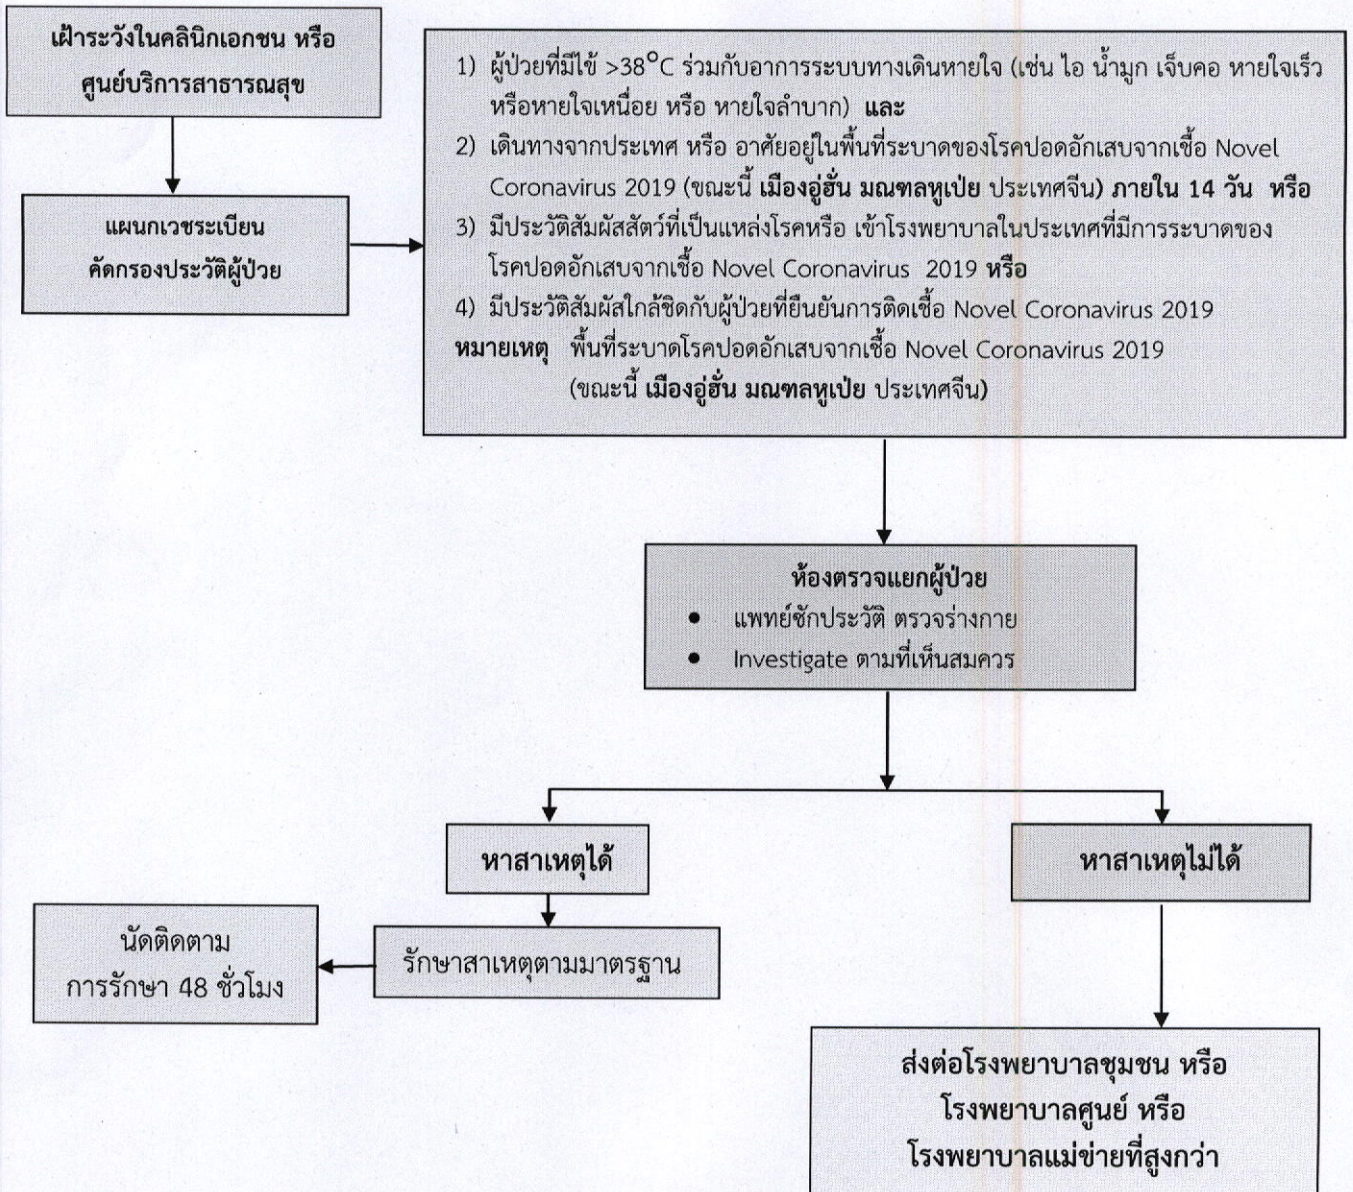 เฝ้าระวังในคลินิกเอกชน หรือ
ศูนย์บริการสาธารณสุข
แผนกเวชระเบียน
คัดกรองประวัติผู้ป่วย
1) ผู้ป่วยที่มีไข้ >38°C ร่วมกับอาการระบบทางเดินหายใจ (เช่น ไอ น้ำมูก เจ็บคอ หายใจเร็ว
หรือหายใจเหนื่อย หรือ หายใจลำบาก) และ
2) เดินทางจากประเทศ หรือ อาศัยอยู่ในพื้นที่ระบาดของโรคปอดอักเสบจากเชื้อ Novel
Coronavirus 2019 (ขณะนี้ เมืองอู่ฮั่น มณฑลหูเป่ย ประเทศจีน) ภายใน 14 วัน หรือ
3) มีประวัติสัมผัสสัตว์ที่เป็นแหล่งโรคหรือ เข้าโรงพยาบาลในประเทศที่มีการระบาดของ
โรคปอดอักเสบจากเชื้อ Novel Coronavirus 2019 หรือ
4) มีประวัติสัมผัสใกล้ชิดกับผู้ป่วยที่ยืนยันการติดเชื้อ Novel Coronavirus 2019
หมายเหตุ พื้นที่ระบาดโรคปอดอักเสบจากเชื้อ Novel Coronavirus 2019
(ขณะนี้ เมืองอู่ฮั่น มณฑลหูเป่ย ประเทศจีน)
ห้องตรวจแยกผู้ป่วย
• แพทย์ซักประวัติ ตรวจร่างกาย
• Investigate ตามที่เห็นสมควร
หาสาเหตุได้
หาสาเหตุไม่ได้
รักษาสาเหตุตามมาตรฐาน
นัดติดตาม
การรักษา 48 ชั่วโมง
ส่งต่อโรงพยาบาลชุมชน หรือ
โรงพยาบาลศูนย์ หรือ
โรงพยาบาลแม่ข่ายที่สูงกว่า